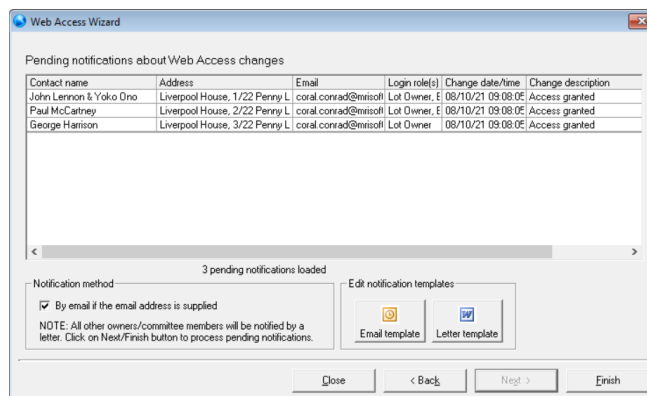 Web Access Wizard
Pending notifications about Web Access changes
Contact name Address Email Login role(s) Change date/time Change description
John Lennon & Yoko Ono Liverpool House, 1/22 Penny L coral.conrad@mrisoft Lot Owner, E 08/10/21 09:08:05 Access granted
Paul McCartney Liverpool House, 2/22 Penny L coral.conrad@mrisoft Lot Owner, E 08/10/21 09:08:05 Access granted
George Harrison Liverpool House, 3/22 Penny L coral.conrad@mrisoft Lot Owner 08/10/21 09:08:05 Access granted
3 pending notifications loaded
Notification method
By email if the email address is supplied
NOTE: All other owners/committee members will be notified by a
letter. Click on Next/Finish button to process pending notifications.
Edit notification templates
Email template Letter template
Close < Back Next > Finish